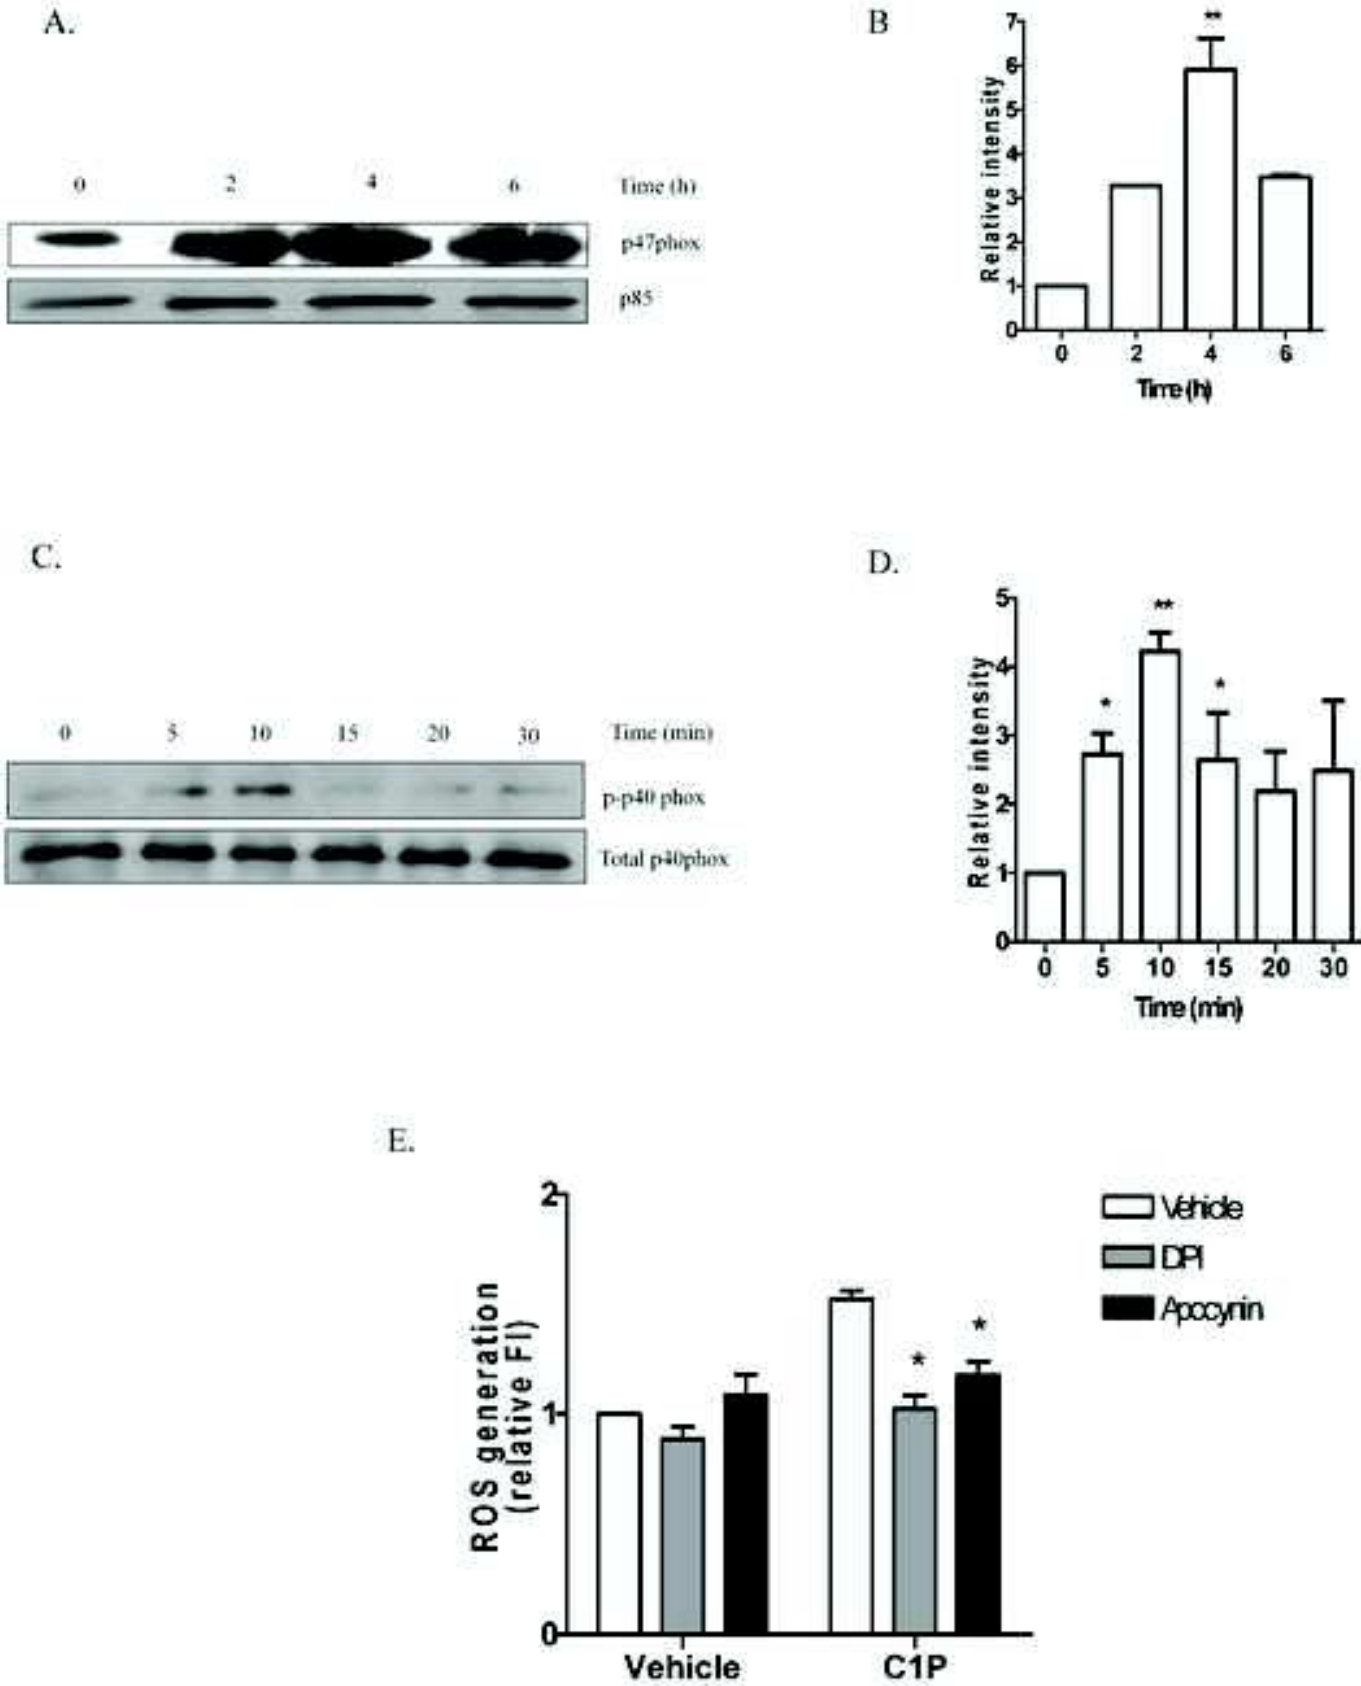 A.
0 2 4 6 Time (h)
p47phox
p85
B
**
7
6
5
4
3
2
1
0
Relative intensity
0 2 4 6
Time (h)
C.
0 5 10 15 20 30 Time (min)
p-p40 phox
Total p40phox
D.
5
4
3
2
1
0
Relative intensity
* ** *
0 5 10 15 20 30
Time (min)
E.
2
1
0
ROS generation
(relative FI)
* *
Vehicle C1P
Vehicle
DPI
Apocynin